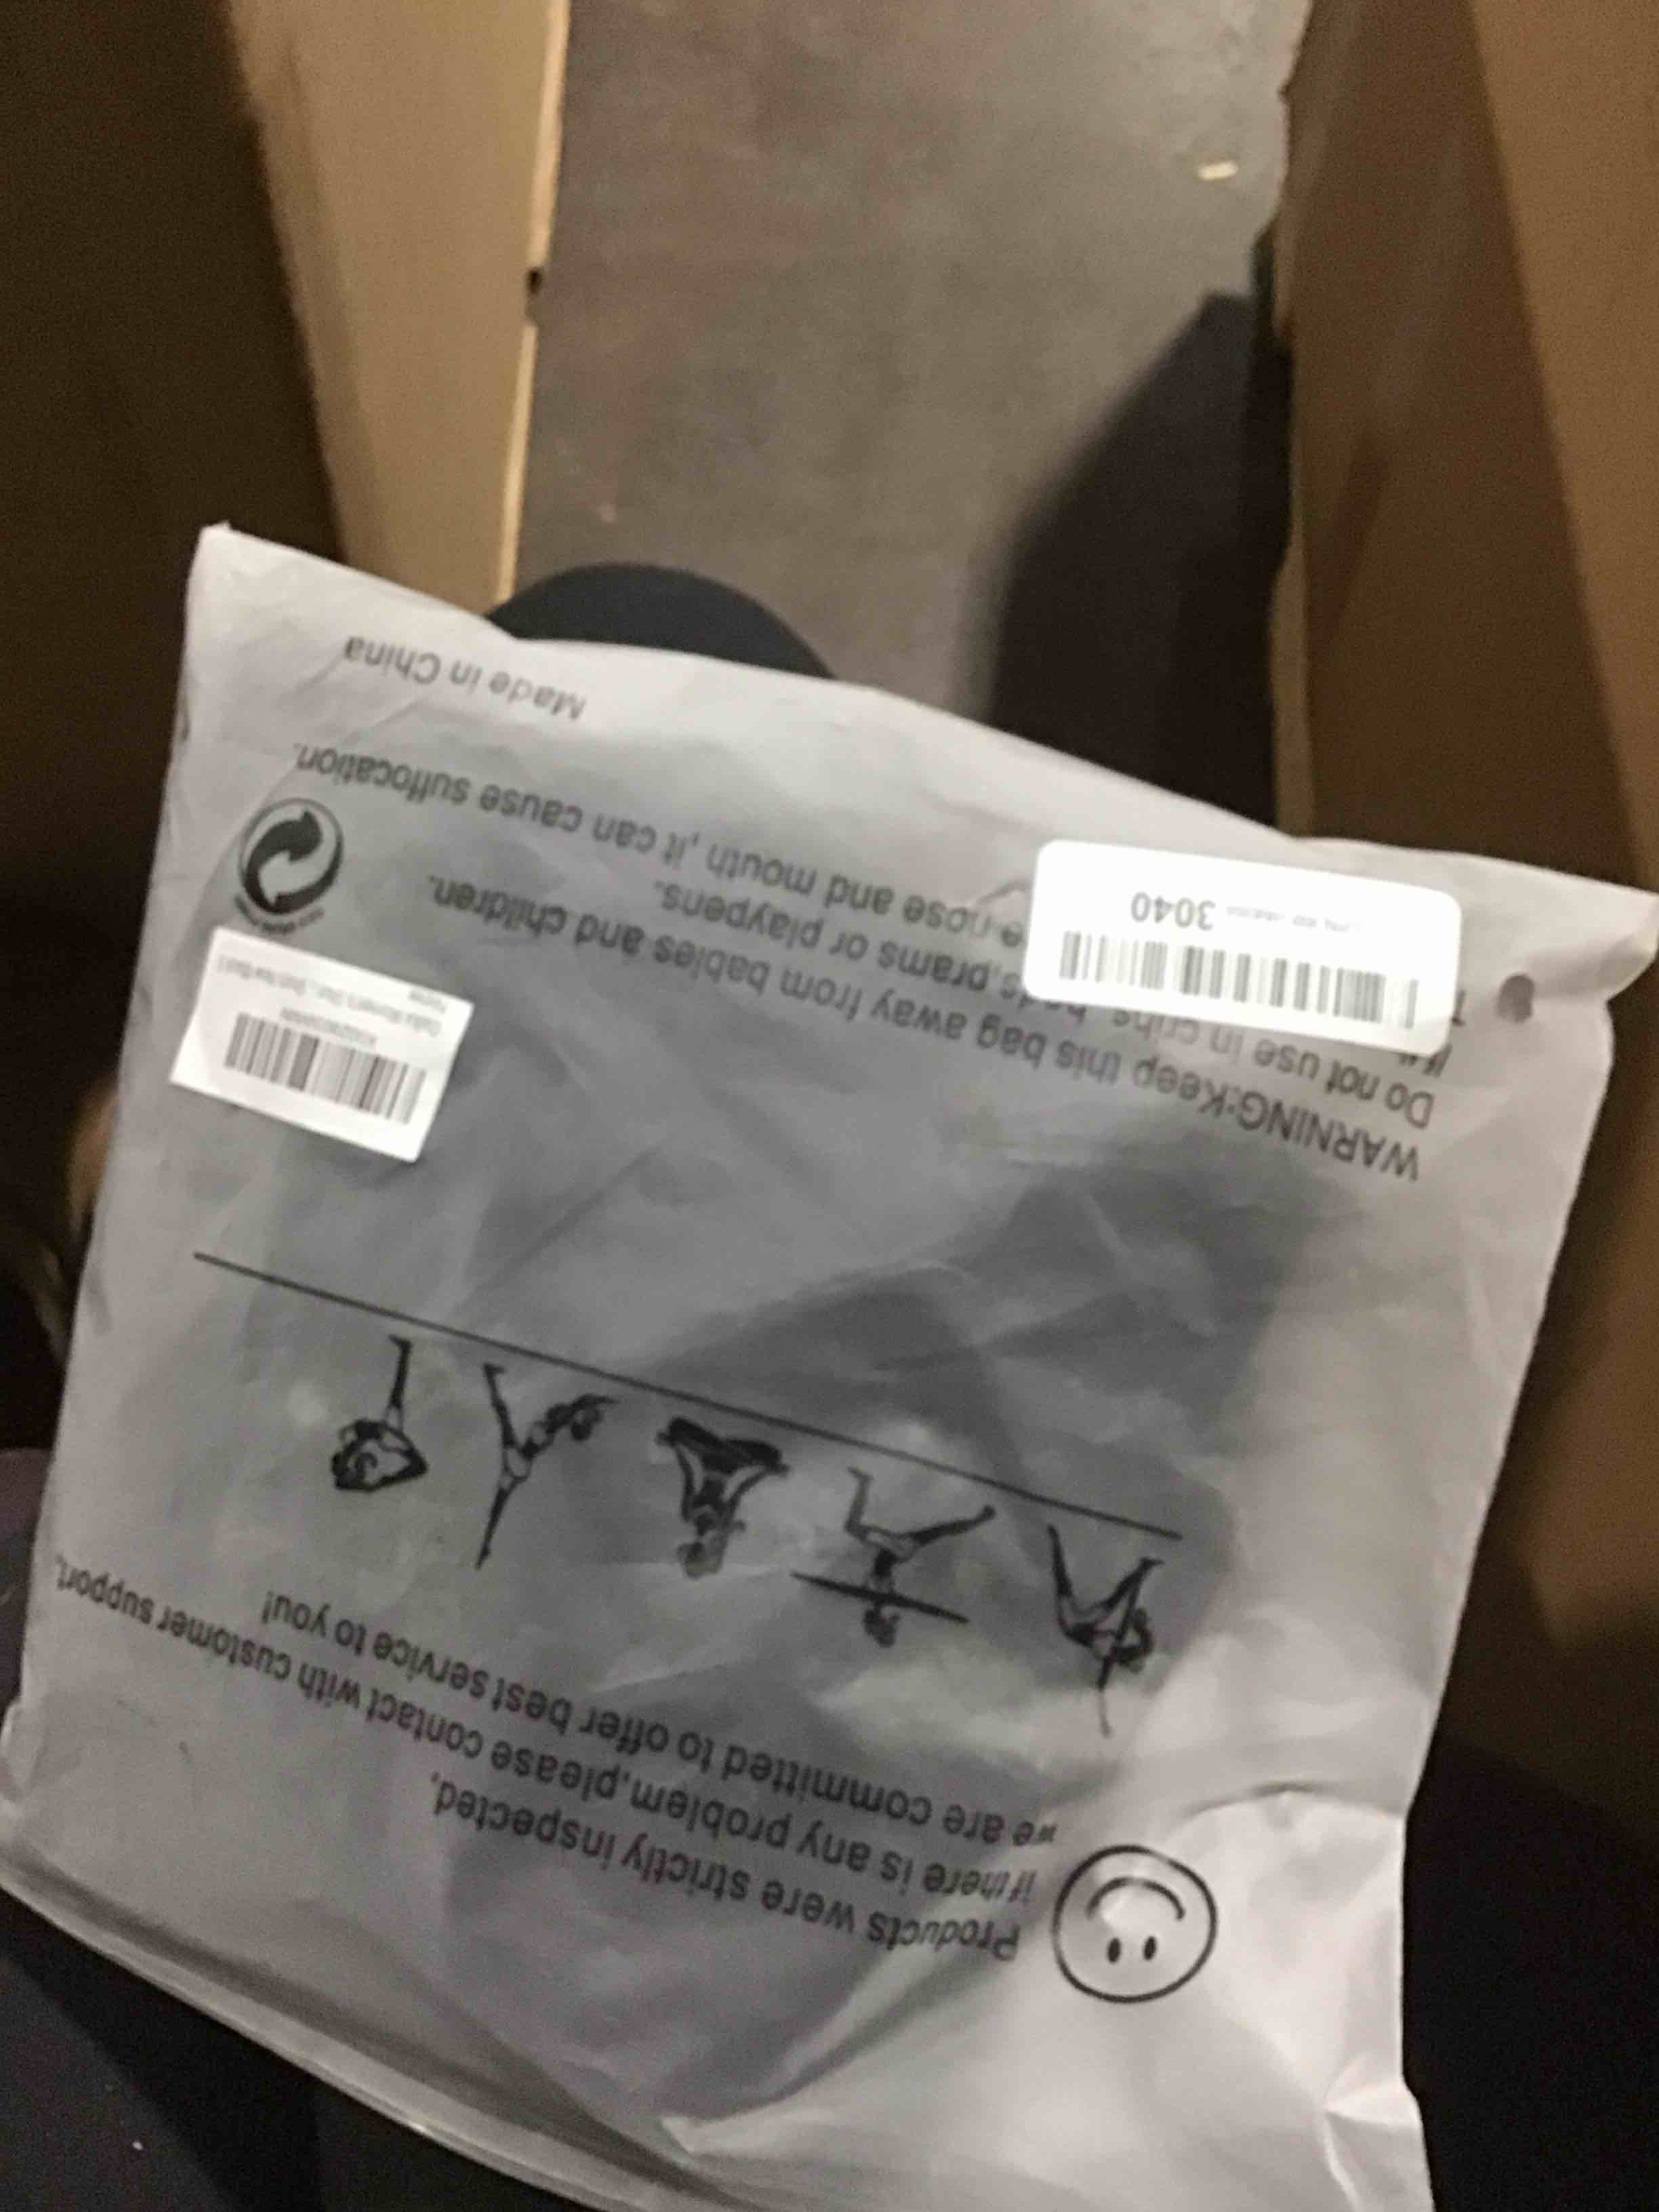 Products were strictly inspected,
if there is any problem,please contact with customer support,
we are committed to offer best service to you!
WARNING:Keep this bag away from babies and children.
Do not use in cribs, prams or playpens.
nose and mouth ,it can cause suffocation.
3040
Made in China